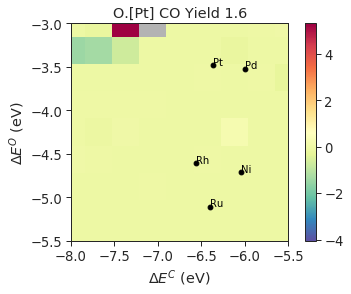 O.[Pt] CO Yield 1.6
−3.0
−3.5
−4.0
−4.5
−5.0
−5.5
ΔE^O (eV)
Pt
Pd
Rh
Ni
Ru
−8.0 −7.5 −7.0 −6.5 −6.0 −5.5
ΔE^C (eV)
4
2
0
−2
−4